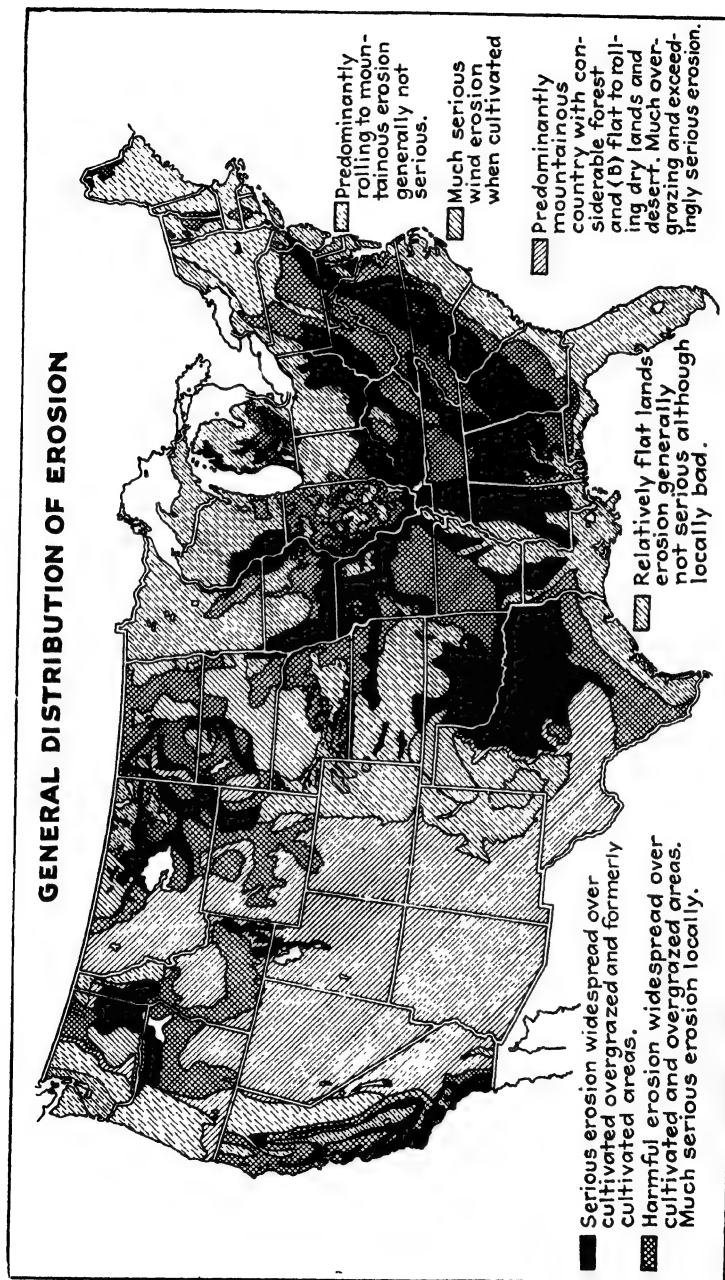 GENERAL DISTRIBUTION OF EROSION
Serious erosion widespread over
cultivated overgrazed and formerly
cultivated areas.
Harmful erosion widespread over
cultivated and overgrazed areas.
Much serious erosion locally.
Relatively flat lands
erosion generally
not serious although
locally bad.
Predominantly
rolling to moun-
tainous erosion
generally not
serious.
Much serious
wind erosion
when cultivated
Predominantly
mountainous
country with con-
siderable forest
and (B) flat to roll-
ing dry lands and
desert. Much over-
grazing and exceed-
ingly serious erosion.